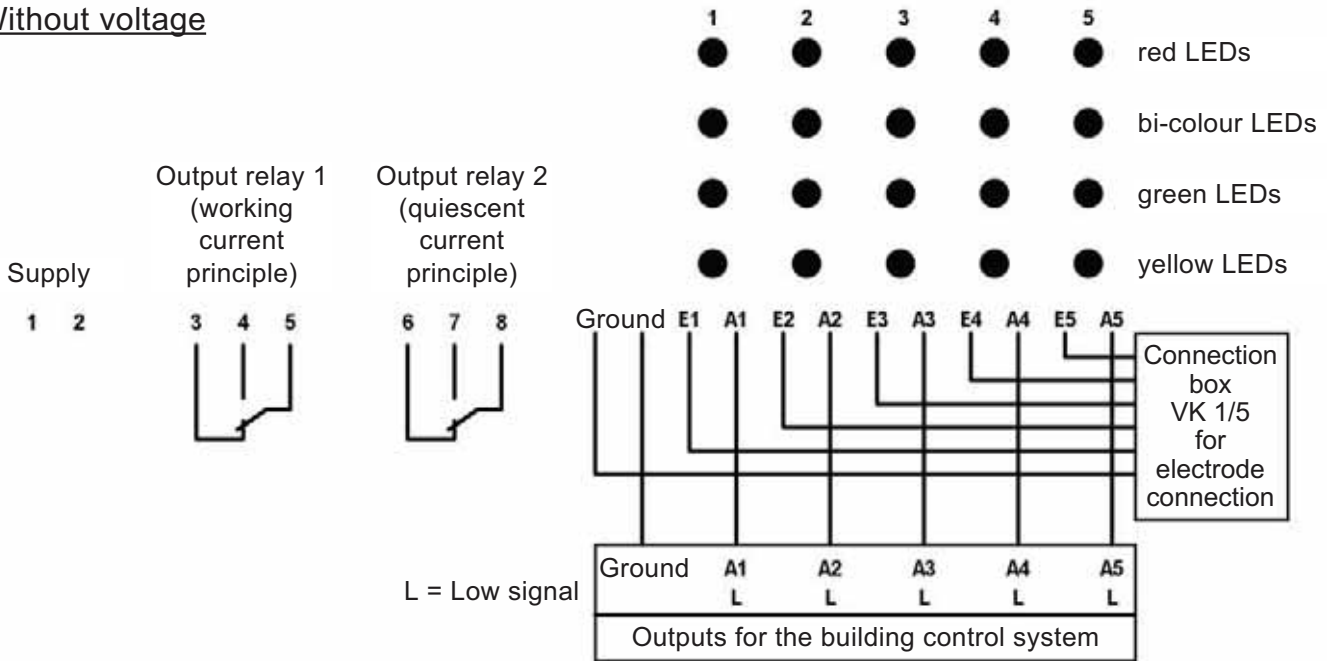 Without voltage
1 2 3 4 5
red LEDs
bi-colour LEDs
green LEDs
yellow LEDs
Supply
1 2
Output relay 1
(working
current
principle)
3 4 5
Output relay 2
(quiescent
current
principle)
6 7 8
Ground E1 A1 E2 A2 E3 A3 E4 A4 E5 A5
Connection
box
VK 1/5
for
electrode
connection
L = Low signal
Ground A1 A2 A3 A4 A5
L L L L L
Outputs for the building control system